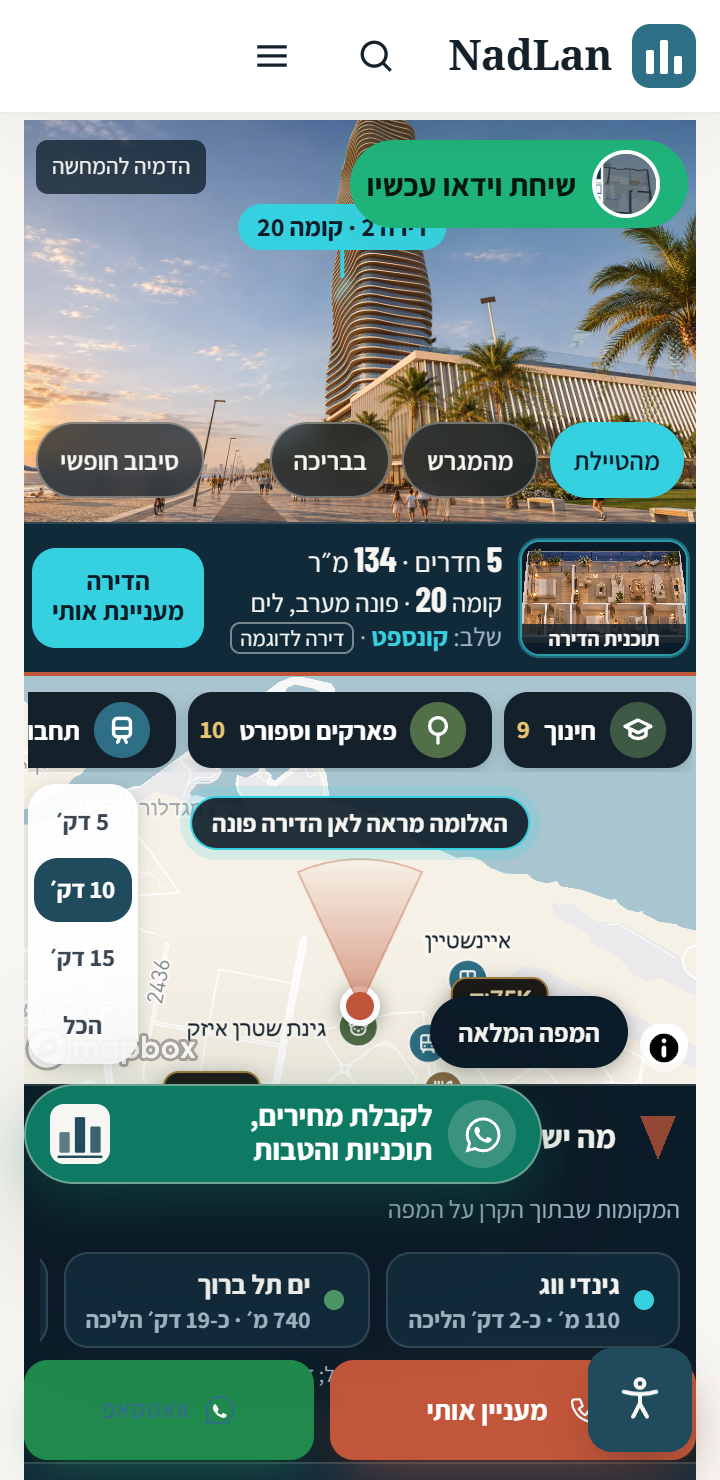 NadLan
הדמיה להמחשה
שיחת וידאו עכשיו
דירה 2 · קומה 20
מהטיילת
מהמגרש
בבריכה
סיבוב חופשי
תוכנית הדירה
5 חדרים · 134 מ״ר
קומה 20 · פונה מערב, לים
שלב: קונספט · דירה לדוגמה
הדירה
מעניינת אותי
חינוך 9
פארקים וספורט 10
האלומה מראה לאן הדירה פונה
5 דק׳
10 דק׳
15 דק׳
הכל
איינשטיין
2436
גינת שטרן איזק
המפה המלאה
mapbox
מה יש
לקבלת מחירים,
תוכניות והטבות
המקומות שבתוך הקרן על המפה
גינדי ווג
110 מ׳ · כ-2 דק׳ הליכה
ים תל ברוך
740 מ׳ · כ-19 דק׳ הליכה
מעניין אותי
וואטסאפ